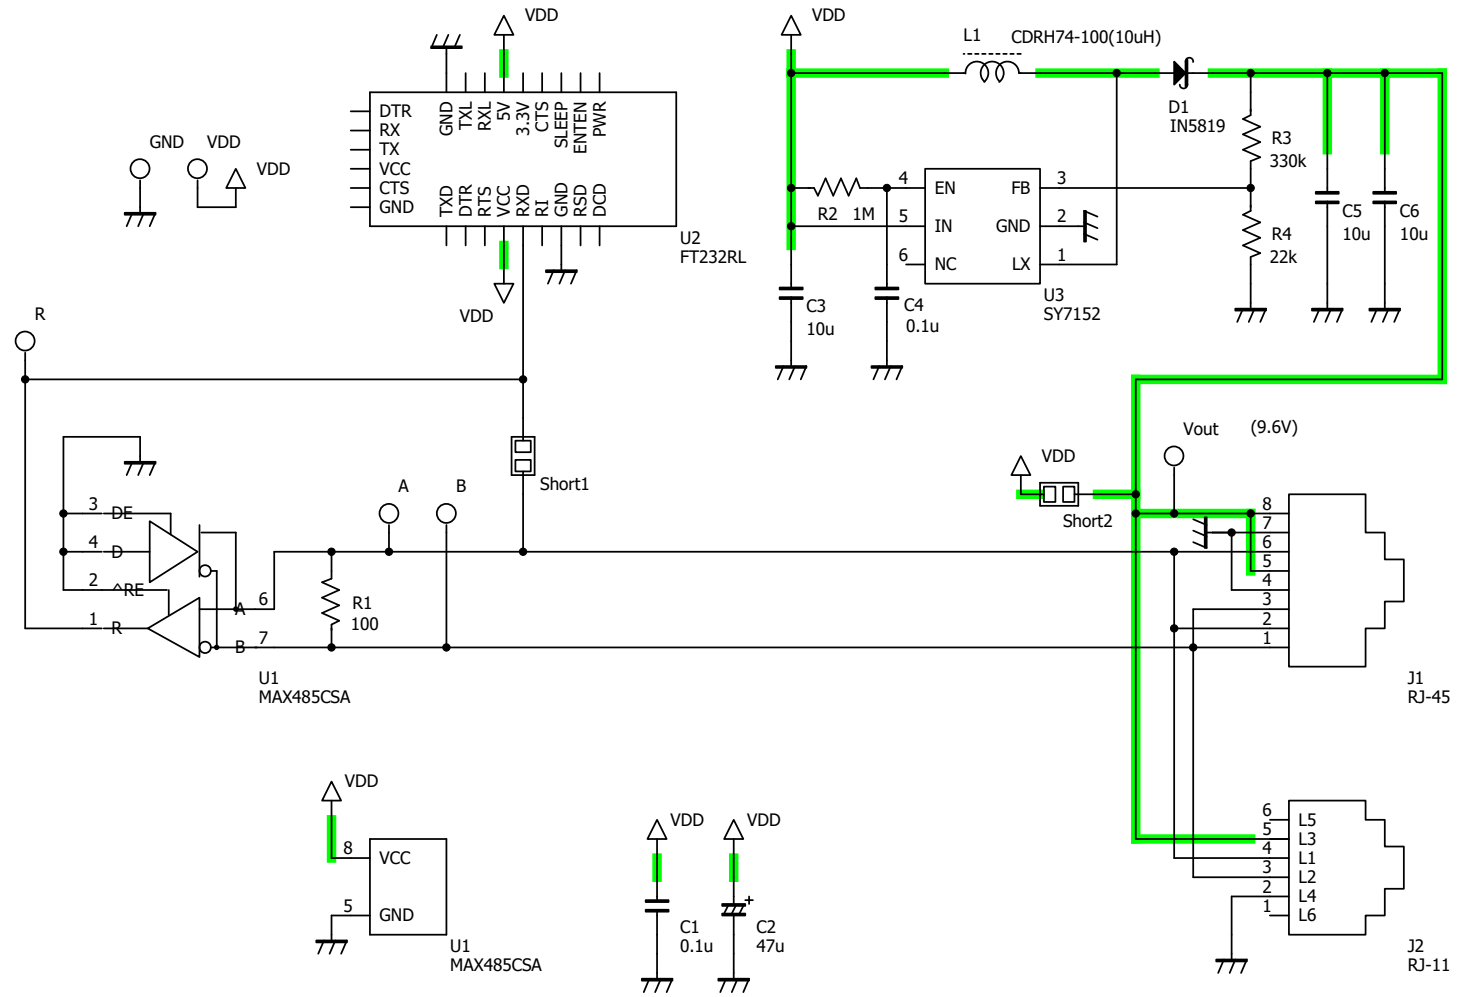 VDD
GND
TXL
RXL
5V
3.3V
CTS
SLEEP
ENTEN
PWR
DTR
RX
TX
VCC
CTS
GND
TXD
DTR
RTS
VCC
RXD
RI
GND
RSD
DCD
U2
FT232RL
VDD
GND
VDD
VDD
VDD
L1
CDRH74-100(10uH)
D1
IN5819
R3
330k
R4
22k
C5
10u
C6
10u
R2 1M
4
EN
5
IN
6
NC
FB
3
GND
2
LX
1
U3
SY7152
C3
10u
C4
0.1u
R
Short1
A
B
3
DE
4
D
2
^RE
1
R
A
6
B
7
R1
100
U1
MAX485CSA
VDD
Short2
Vout
(9.6V)
8
7
6
5
4
3
2
1
J1
RJ-45
VDD
8
VCC
5
GND
U1
MAX485CSA
VDD
C1
0.1u
VDD
+
C2
47u
6
L5
5
L3
4
L1
3
L2
2
L4
1
L6
J2
RJ-11